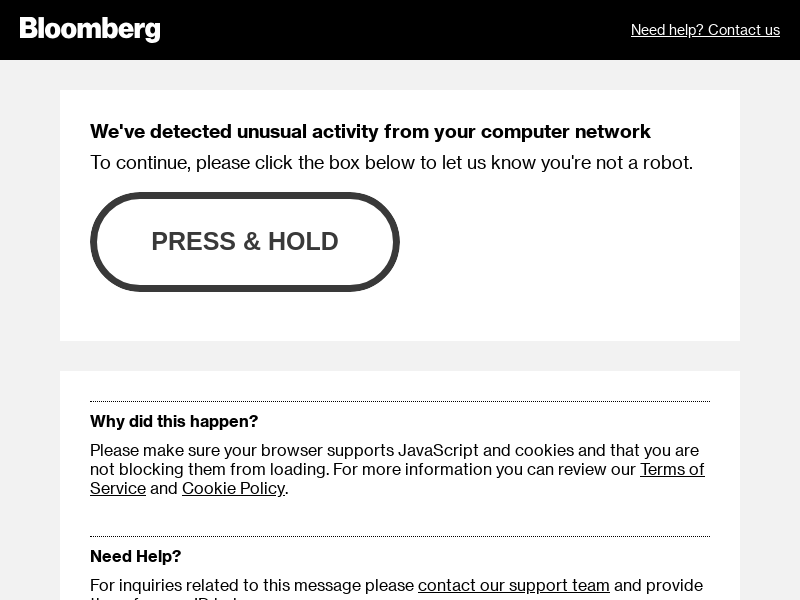 Bloomberg
Need help? Contact us
We've detected unusual activity from your computer network
To continue, please click the box below to let us know you're not a robot.
PRESS & HOLD
Why did this happen?
Please make sure your browser supports JavaScript and cookies and that you are
not blocking them from loading. For more information you can review our Terms of
Service and Cookie Policy.
Need Help?
For inquiries related to this message please contact our support team and provide